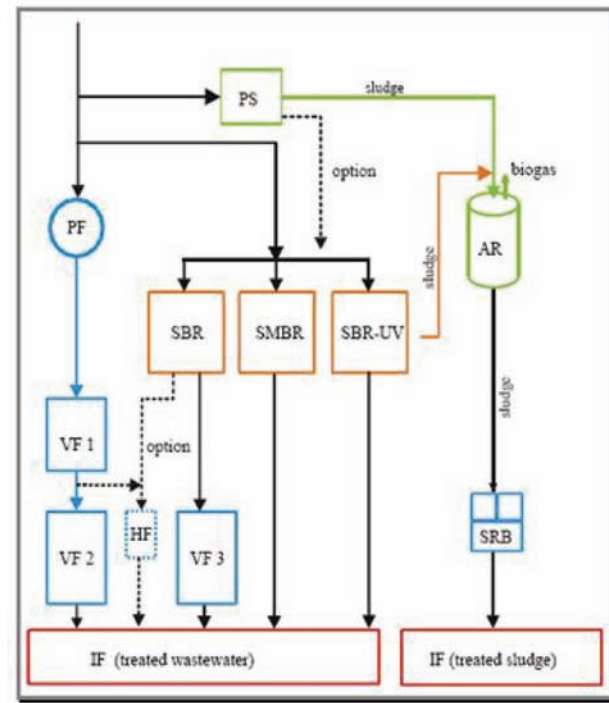 PS
sludge
option
biogas
PF
AR
sludge
SBR
SMBR
SBR-UV
sludge
VF 1
option
HF
VF 2
VF 3
SRB
IF (treated wastewater)
IF (treated sludge)